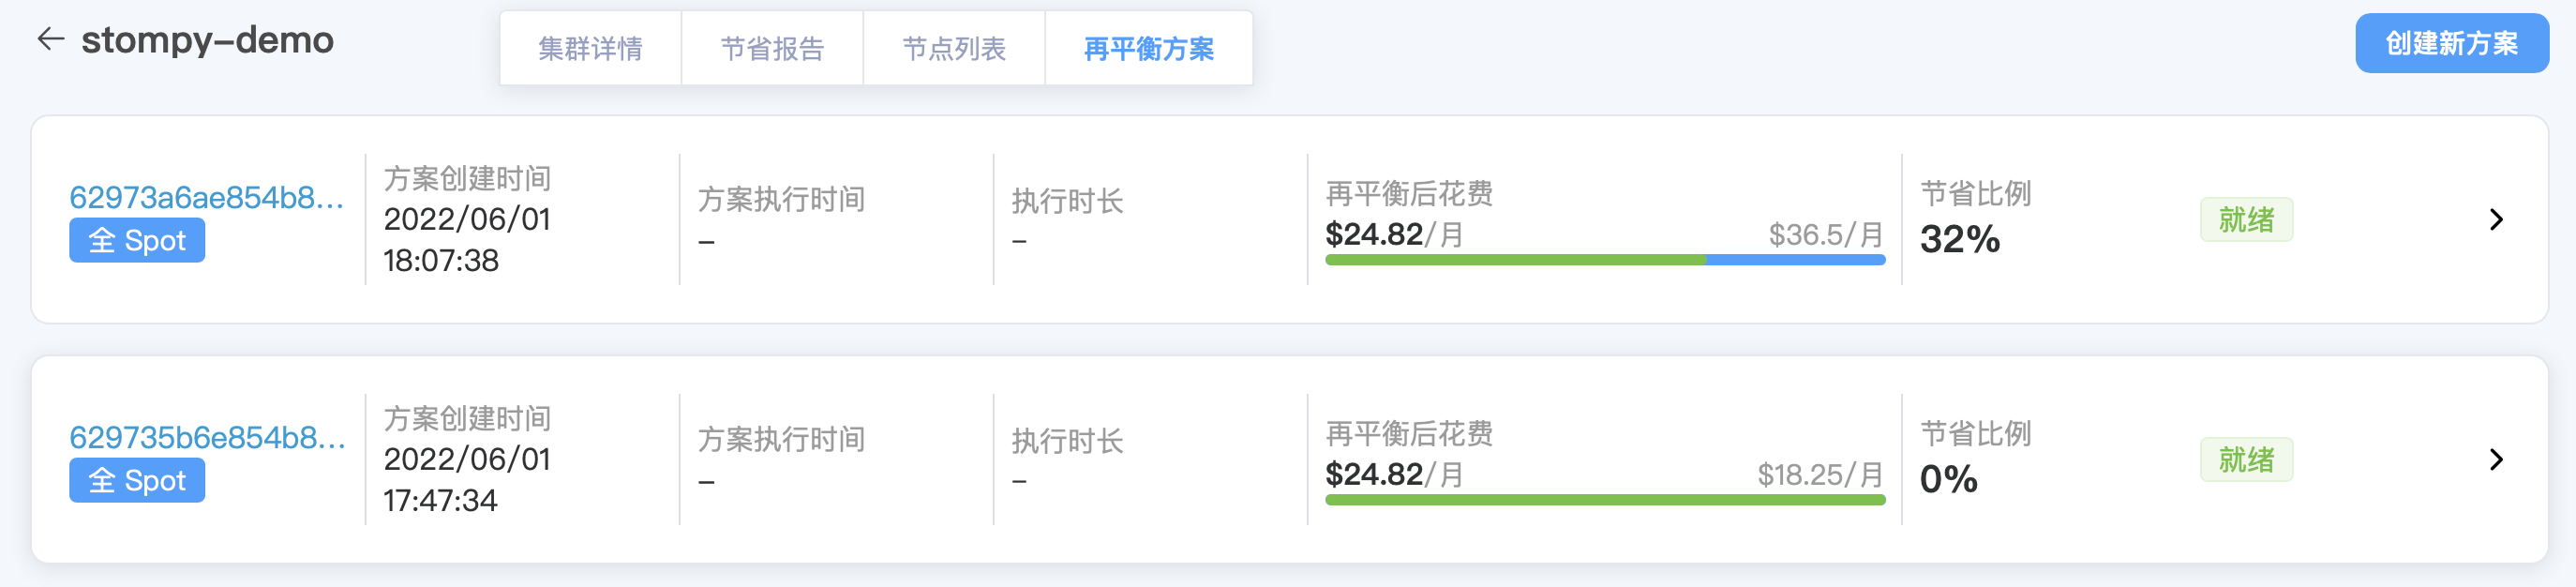 stompy-demo
集群详情
节省报告
节点列表
再平衡方案
创建新方案
62973a6ae854b8...
全 Spot
方案创建时间
2022/06/01
18:07:38
方案执行时间
–
执行时长
–
再平衡后花费
$24.82/月 $36.5/月
节省比例
32%
就绪
629735b6e854b8...
全 Spot
方案创建时间
2022/06/01
17:47:34
方案执行时间
–
执行时长
–
再平衡后花费
$24.82/月 $18.25/月
节省比例
0%
就绪